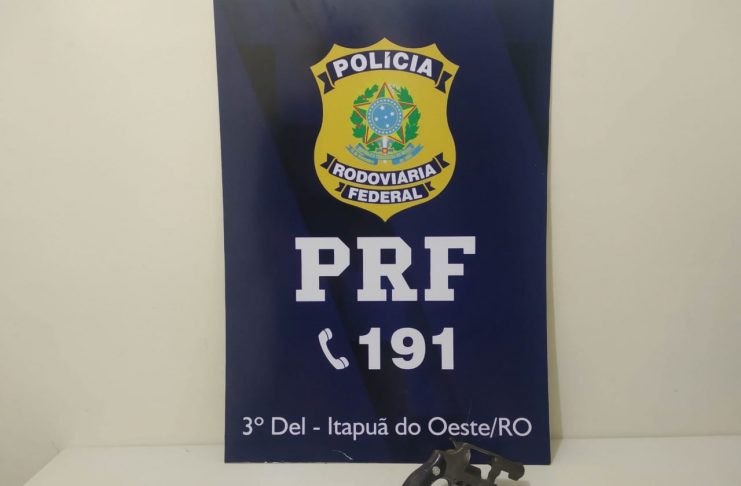 POLÍCIA
RODOVIÁRIA
FEDERAL
PRF
191
3º Del - Itapuã do Oeste/RO